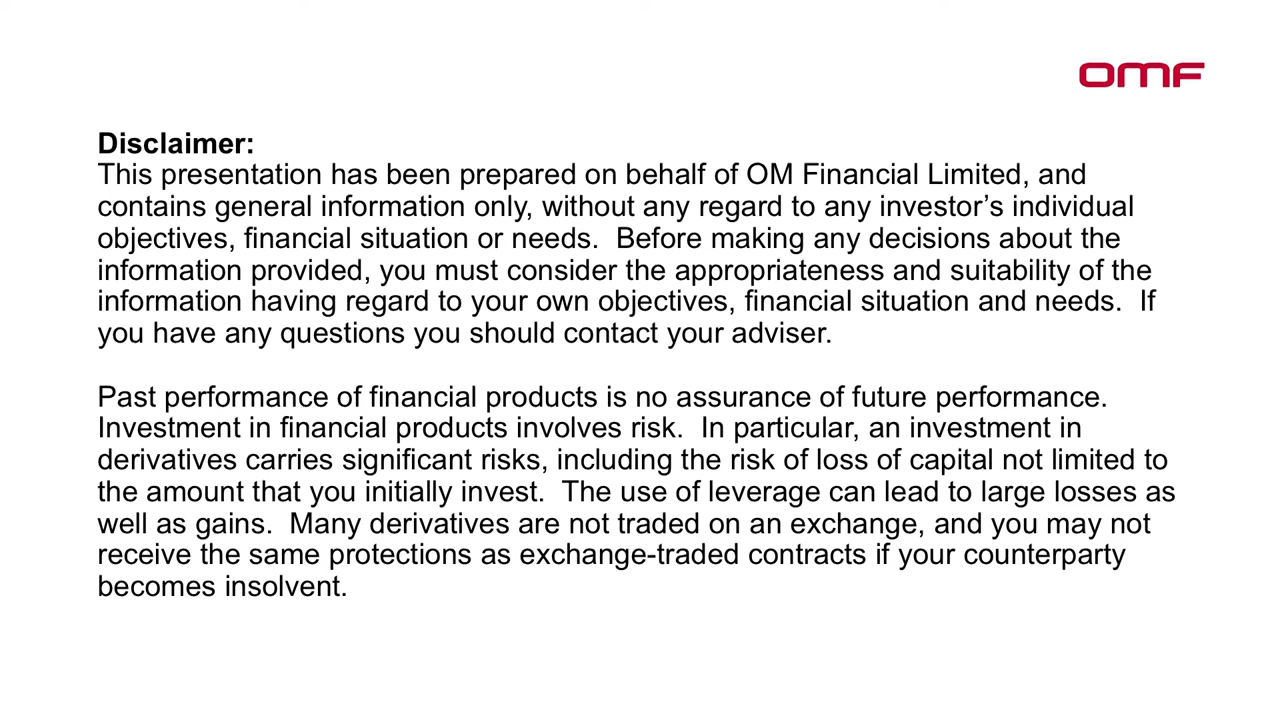 OMF
Disclaimer:
This presentation has been prepared on behalf of OM Financial Limited, and
contains general information only, without any regard to any investor’s individual
objectives, financial situation or needs.  Before making any decisions about the
information provided, you must consider the appropriateness and suitability of the
information having regard to your own objectives, financial situation and needs.  If
you have any questions you should contact your adviser.
Past performance of financial products is no assurance of future performance.
Investment in financial products involves risk.  In particular, an investment in
derivatives carries significant risks, including the risk of loss of capital not limited to
the amount that you initially invest.  The use of leverage can lead to large losses as
well as gains.  Many derivatives are not traded on an exchange, and you may not
receive the same protections as exchange-traded contracts if your counterparty
becomes insolvent.